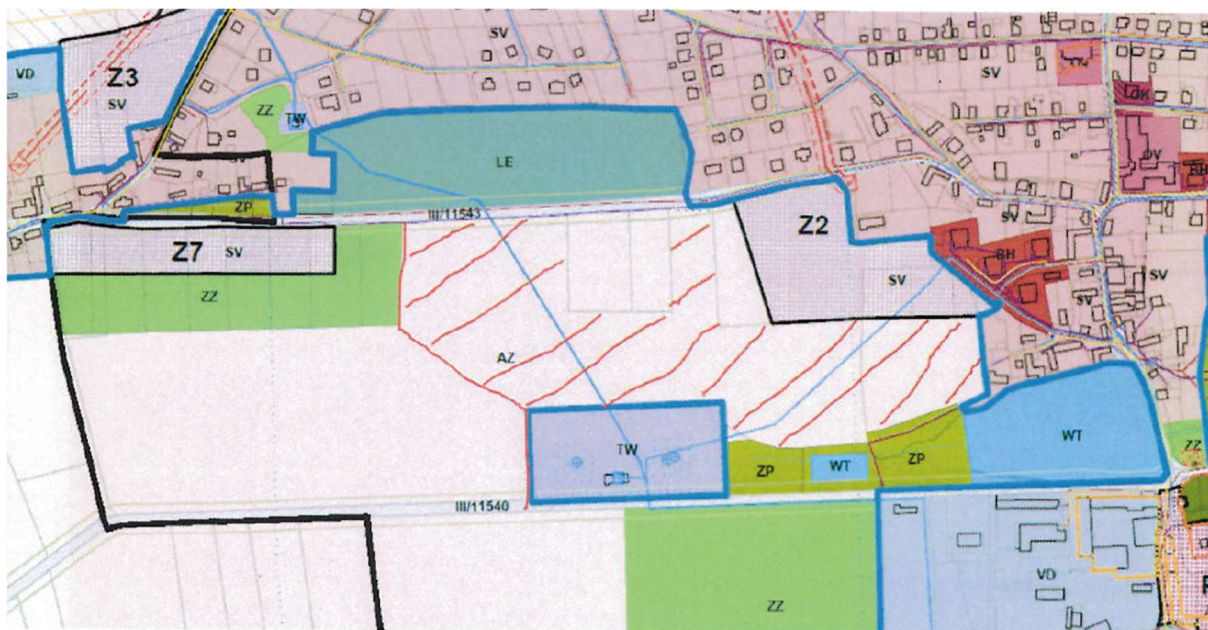 VD
Z3
SV
SV
ZZ
TW
LE
SV
OV
BH
ZP
III/11543
Z7
SV
ZZ
Z2
SV
SV
BH
SV
SV
SV
AZ
TW
ZP
WT
ZP
WT
ZZ
III/11540
VD
ZZ